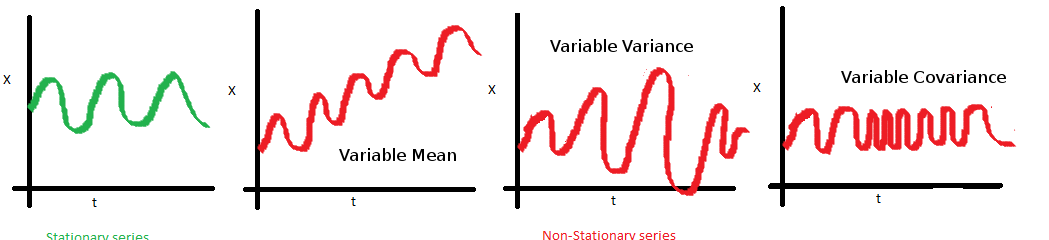 X
t
Stationary series
X
Variable Mean
t
X
Variable Variance
t
Non-Stationary series
X
Variable Covariance
t